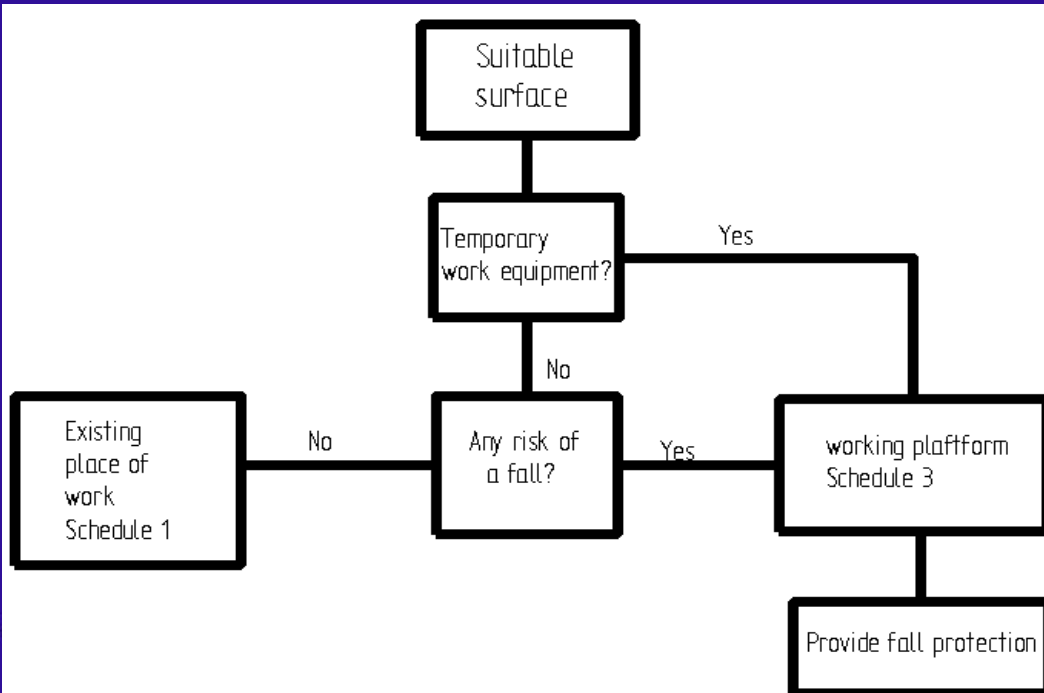 Suitable
surface
Temporary
work equipment?
Yes
No
Existing
place of
work
Schedule 1
No
Any risk of
a fall?
Yes
working plaftform
Schedule 3
Provide fall protection